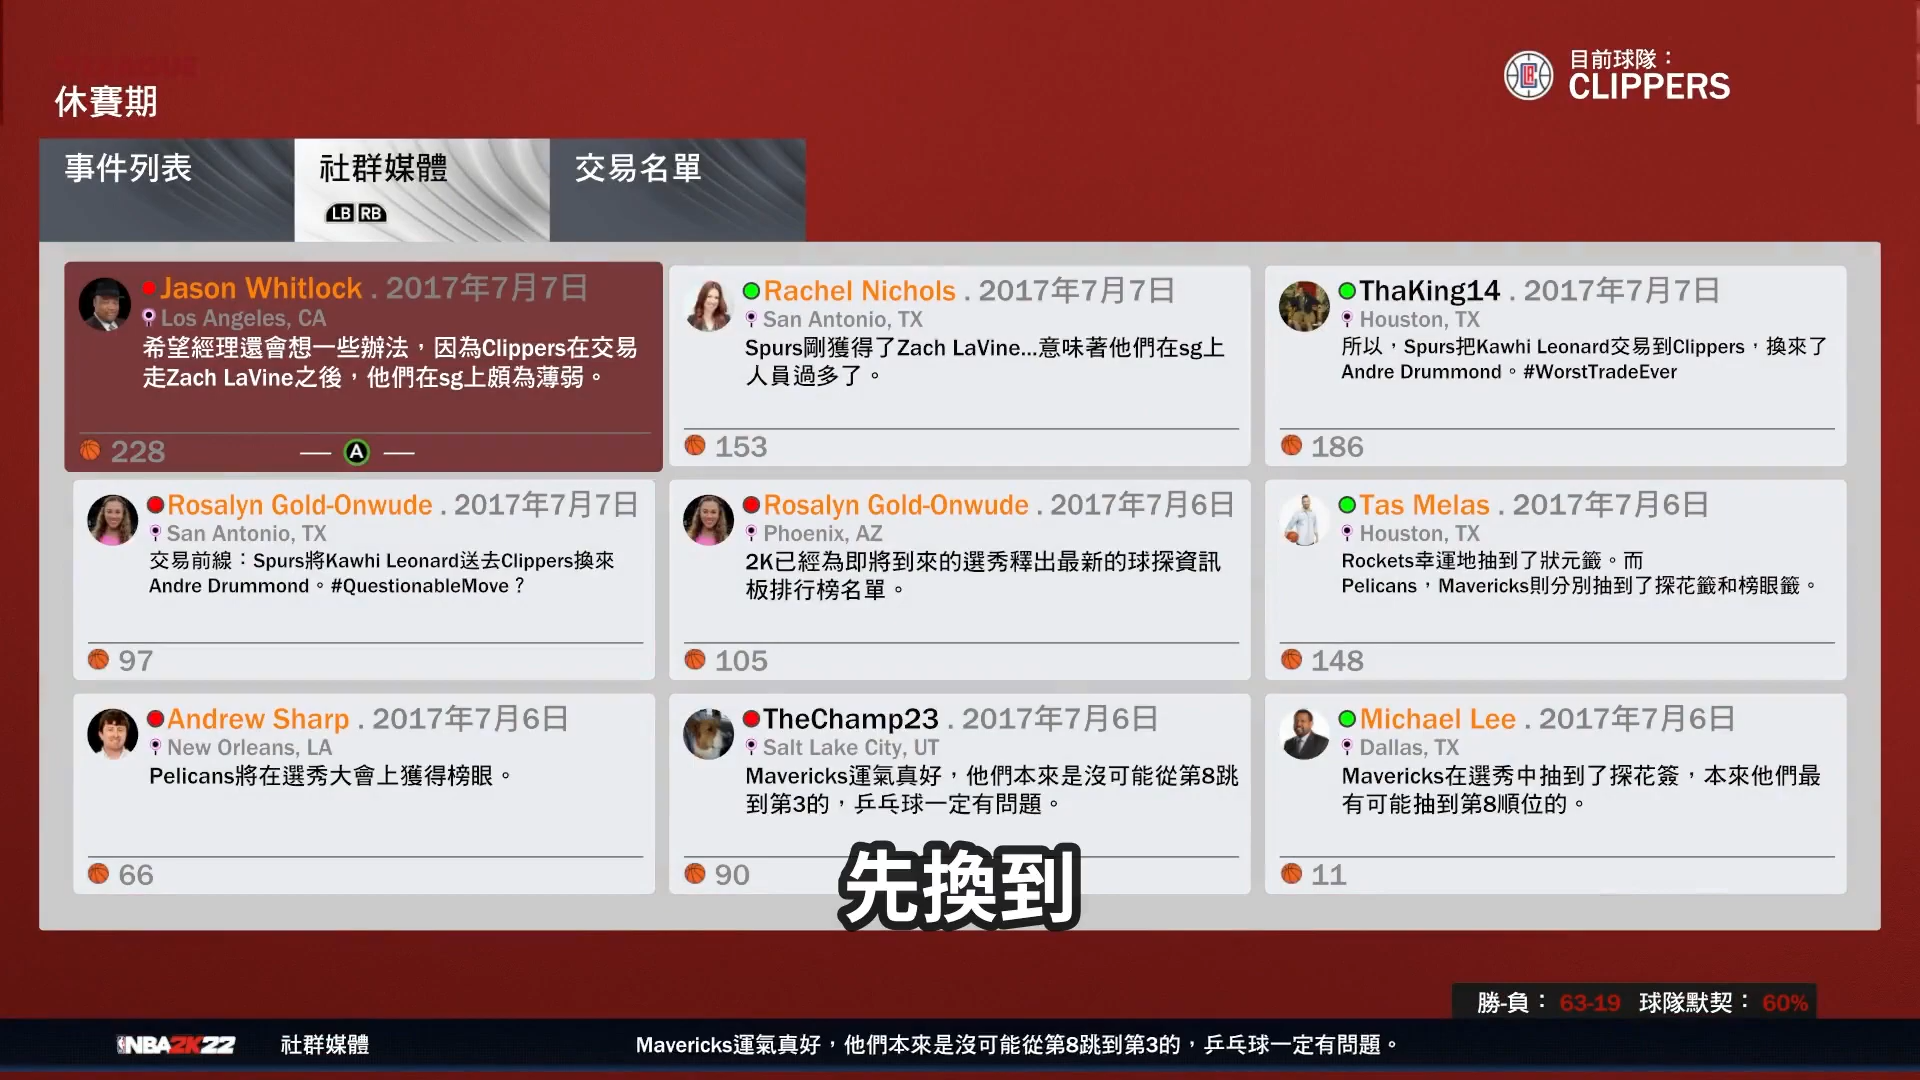 休賽期
目前球隊：
CLIPPERS
事件列表
社群媒體
交易名單
LB RB
Jason Whitlock . 2017年7月7日
Los Angeles, CA
希望經理還會想一些辦法，因為Clippers在交易
走Zach LaVine之後，他們在sg上頗為薄弱。
228
A
Rachel Nichols . 2017年7月7日
San Antonio, TX
Spurs剛獲得了Zach LaVine...意味著他們在sg上
人員過多了。
153
ThaKing14 . 2017年7月7日
Houston, TX
所以，Spurs把Kawhi Leonard交易到Clippers，換來了
Andre Drummond。#WorstTradeEver
186
Rosalyn Gold-Onwude . 2017年7月7日
San Antonio, TX
交易前線：Spurs將Kawhi Leonard送去Clippers換來
Andre Drummond。#QuestionableMove？
97
Rosalyn Gold-Onwude . 2017年7月6日
Phoenix, AZ
2K已經為即將到來的選秀釋出最新的球探資訊
板排行榜名單。
105
Tas Melas . 2017年7月6日
Houston, TX
Rockets幸運地抽到了狀元籤。而
Pelicans，Mavericks則分別抽到了探花籤和榜眼籤。
148
Andrew Sharp . 2017年7月6日
New Orleans, LA
Pelicans將在選秀大會上獲得榜眼。
66
TheChamp23 . 2017年7月6日
Salt Lake City, UT
Mavericks運氣真好，他們本來是沒可能從第8跳
到第3的，乒乓球一定有問題。
90
Michael Lee . 2017年7月6日
Dallas, TX
Mavericks在選秀中抽到了探花簽，本來他們最
有可能抽到第8順位的。
11
先換到
勝-負： 63-19 球隊默契： 60%
NBA2K22 社群媒體 Mavericks運氣真好，他們本來是沒可能從第8跳到第3的，乒乓球一定有問題。